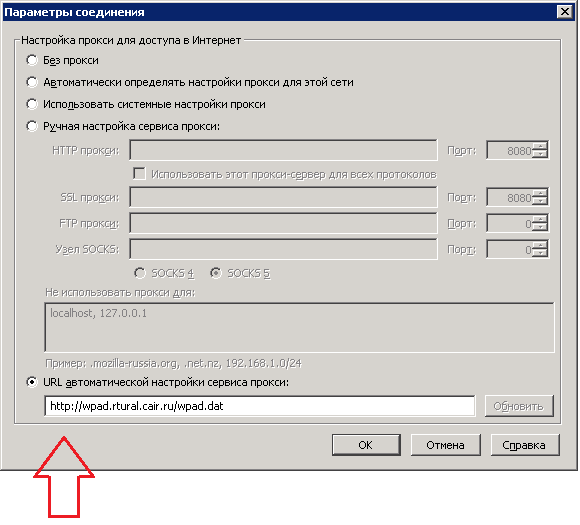 Параметры соединения
Настройка прокси для доступа в Интернет
Без прокси
Автоматически определять настройки прокси для этой сети
Использовать системные настройки прокси
Ручная настройка сервиса прокси:
HTTP прокси: Порт: 8080
Использовать этот прокси-сервер для всех протоколов
SSL прокси: Порт: 8080
FTP прокси: Порт: 0
Узел SOCKS: Порт: 0
SOCKS 4 SOCKS 5
Не использовать прокси для:
localhost, 127.0.0.1
Пример: .mozilla-russia.org, .net.nz, 192.168.1.0/24
URL автоматической настройки сервиса прокси:
http://wpad.rtural.cair.ru/wpad.dat Обновить
OK Отмена Справка